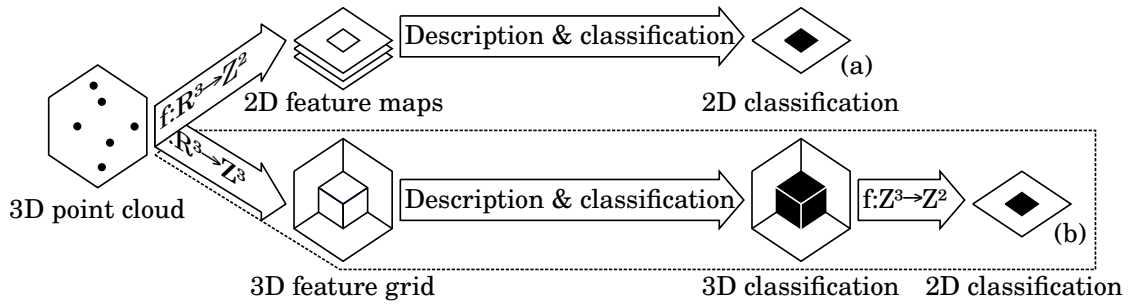 f:R³→Z²
Description & classification
(a)
2D feature maps
2D classification
:R³→Z³
3D point cloud
Description & classification
f:Z³→Z²
(b)
3D feature grid
3D classification
2D classification